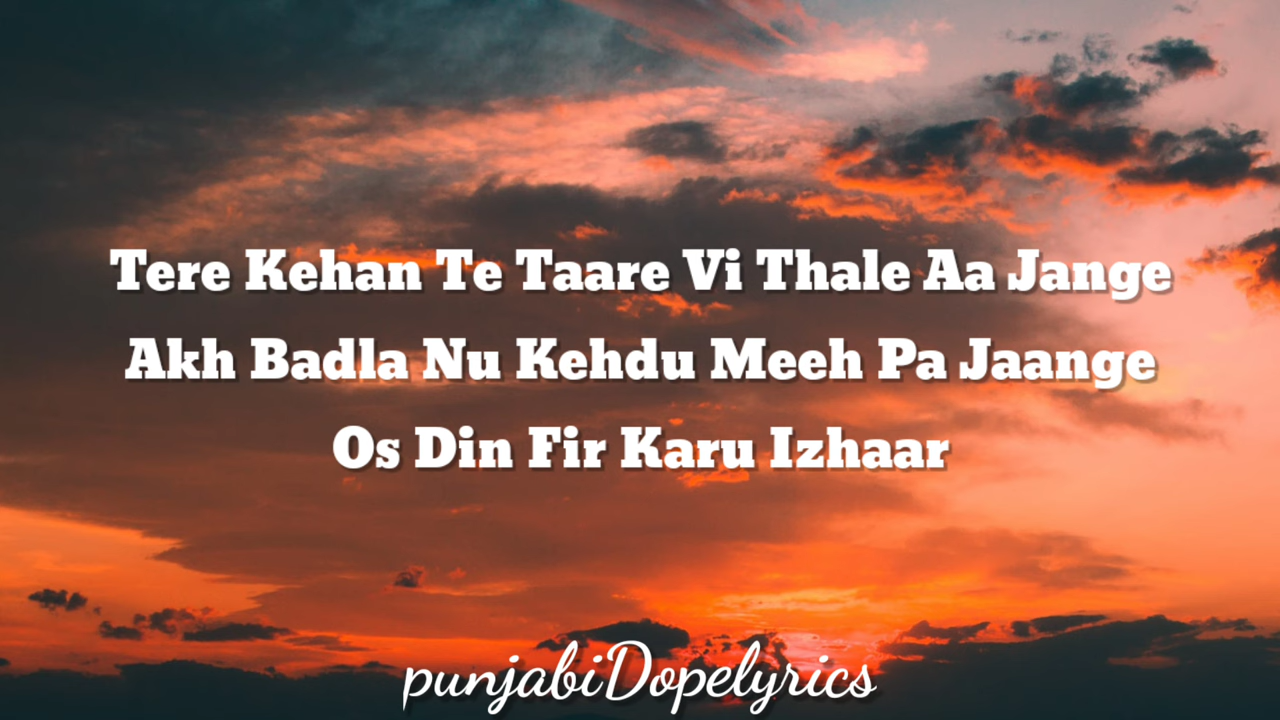 Tere Kehan Te Taare Vi Thale Aa Jange
Akh Badla Nu Kehdu Meeh Pa Jaange
Os Din Fir Karu Izhaar
punjabiDopelyrics